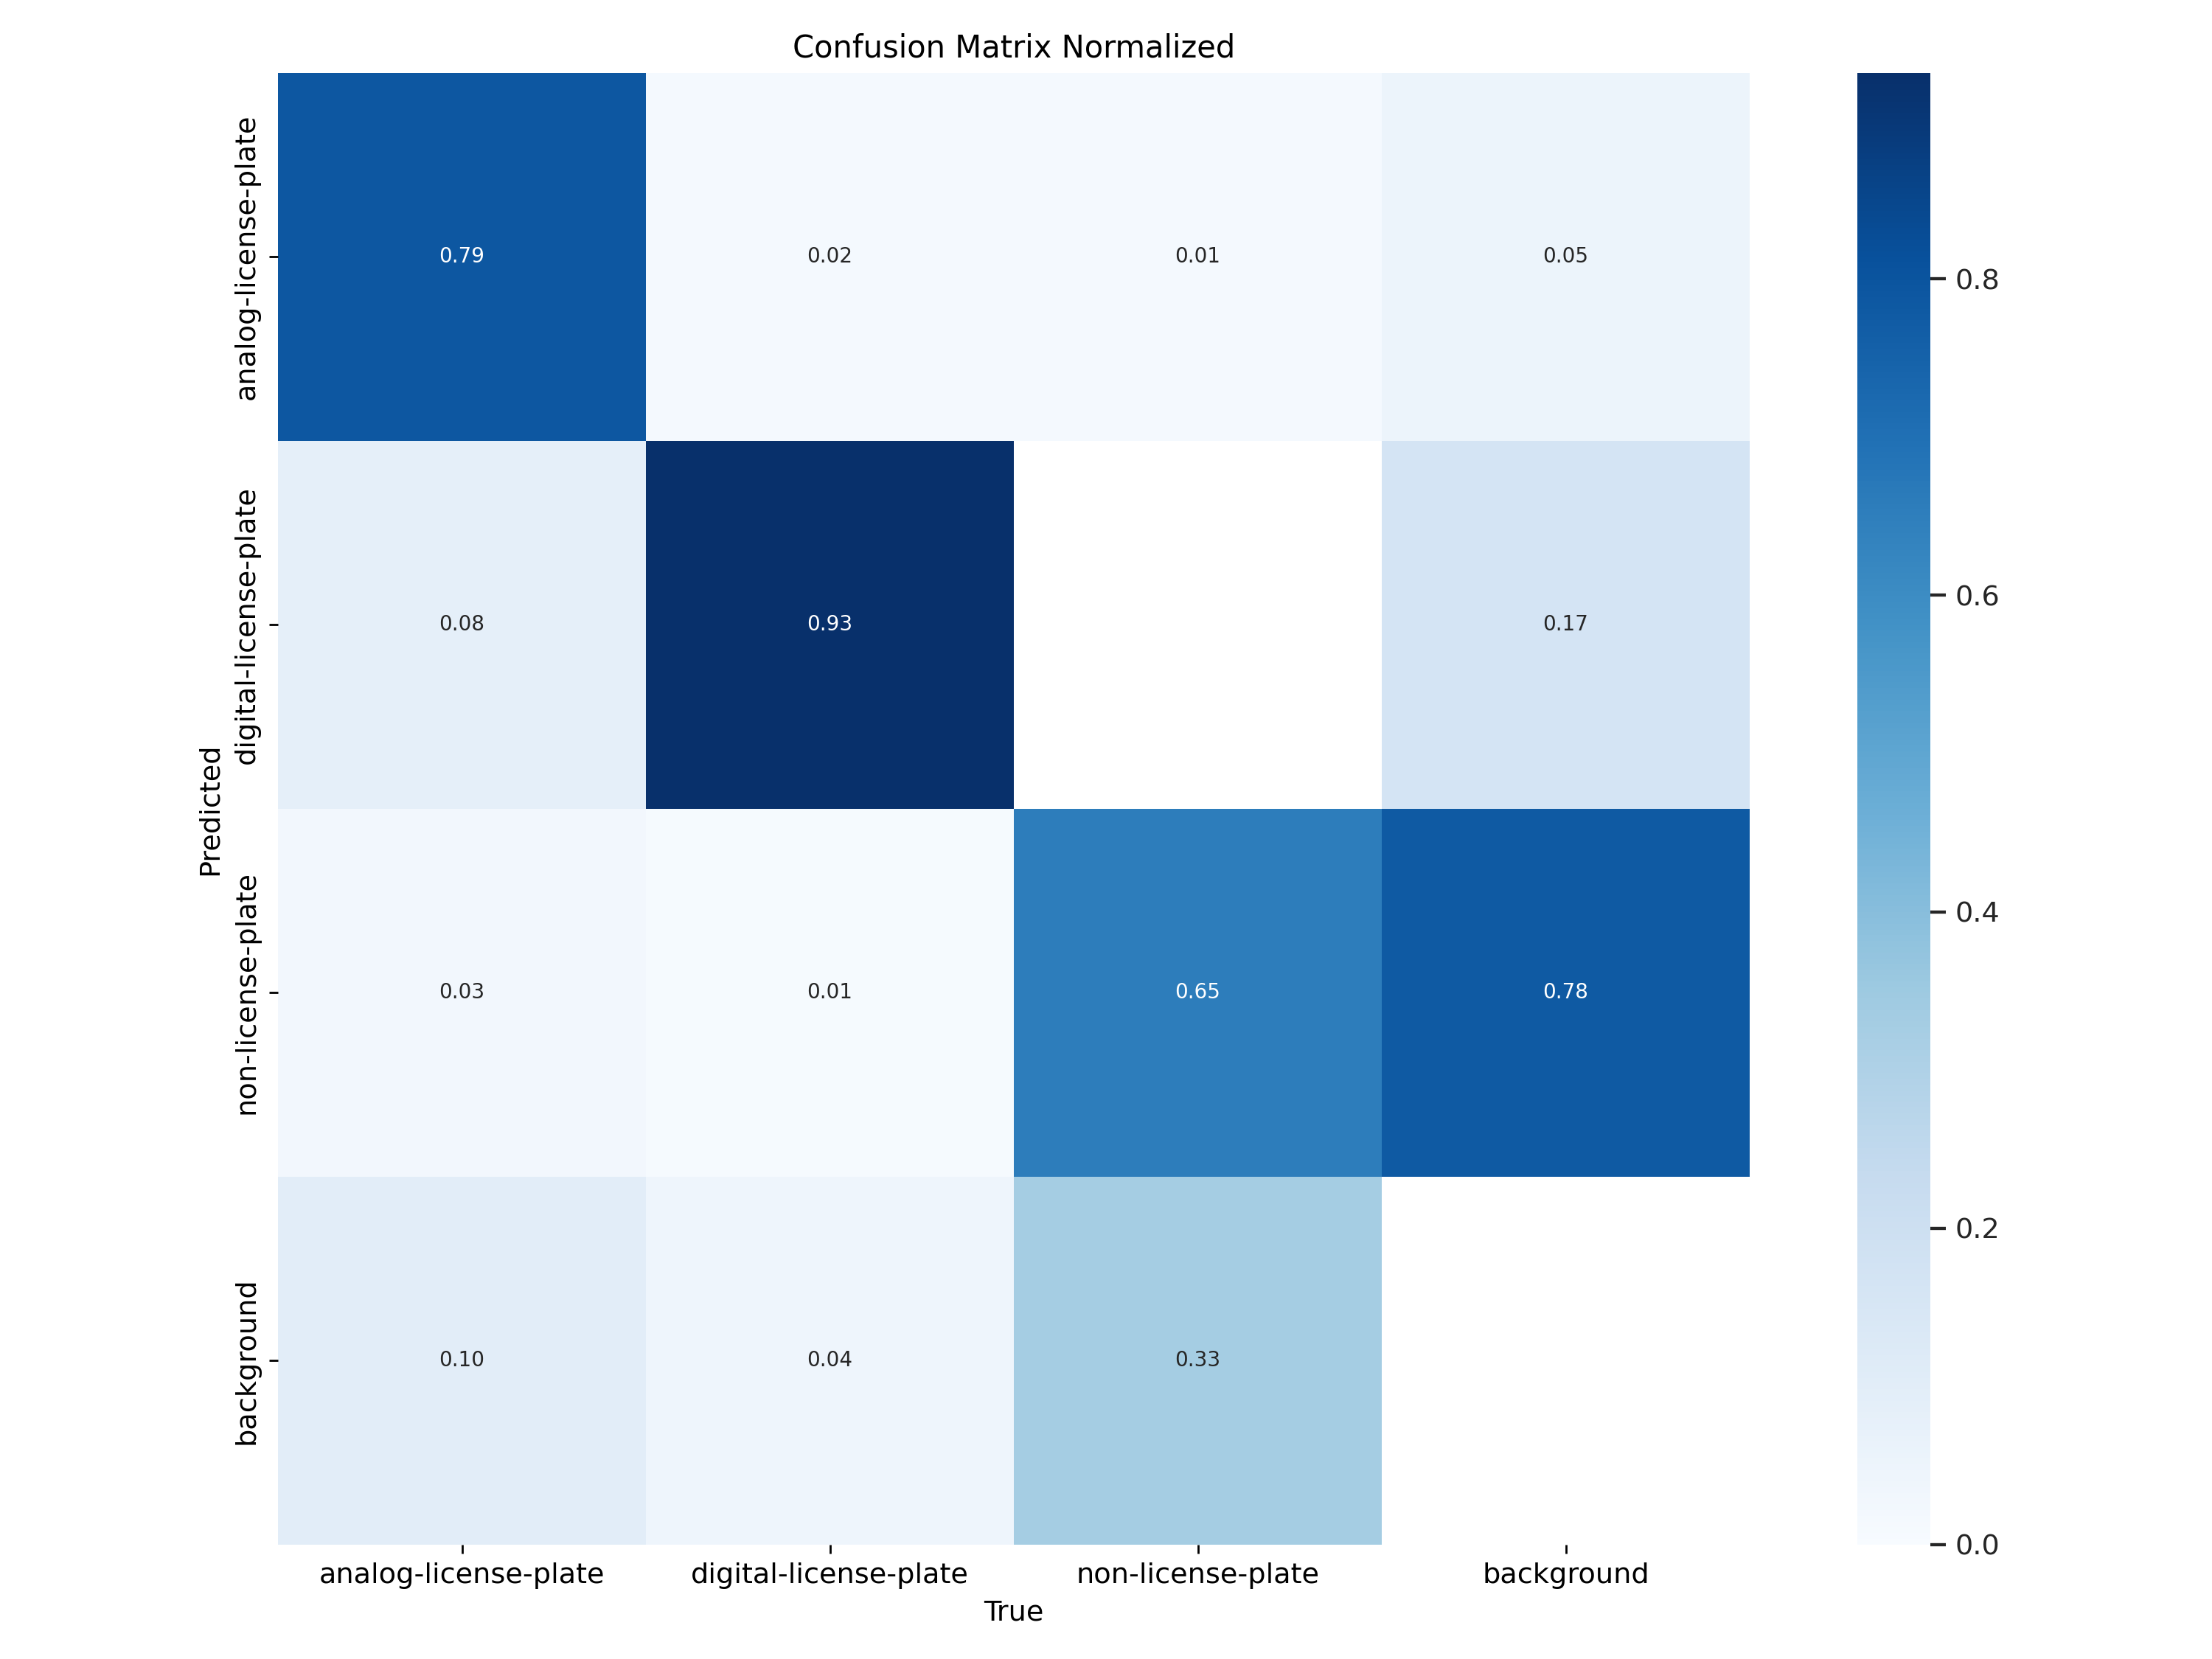 Confusion Matrix Normalized
analog-license-plate
0.79
0.02
0.01
0.05
digital-license-plate
0.08
0.93
0.17
non-license-plate
0.03
0.01
0.65
0.78
background
0.10
0.04
0.33
Predicted
analog-license-plate
digital-license-plate
non-license-plate
background
True
0.8
0.6
0.4
0.2
0.0